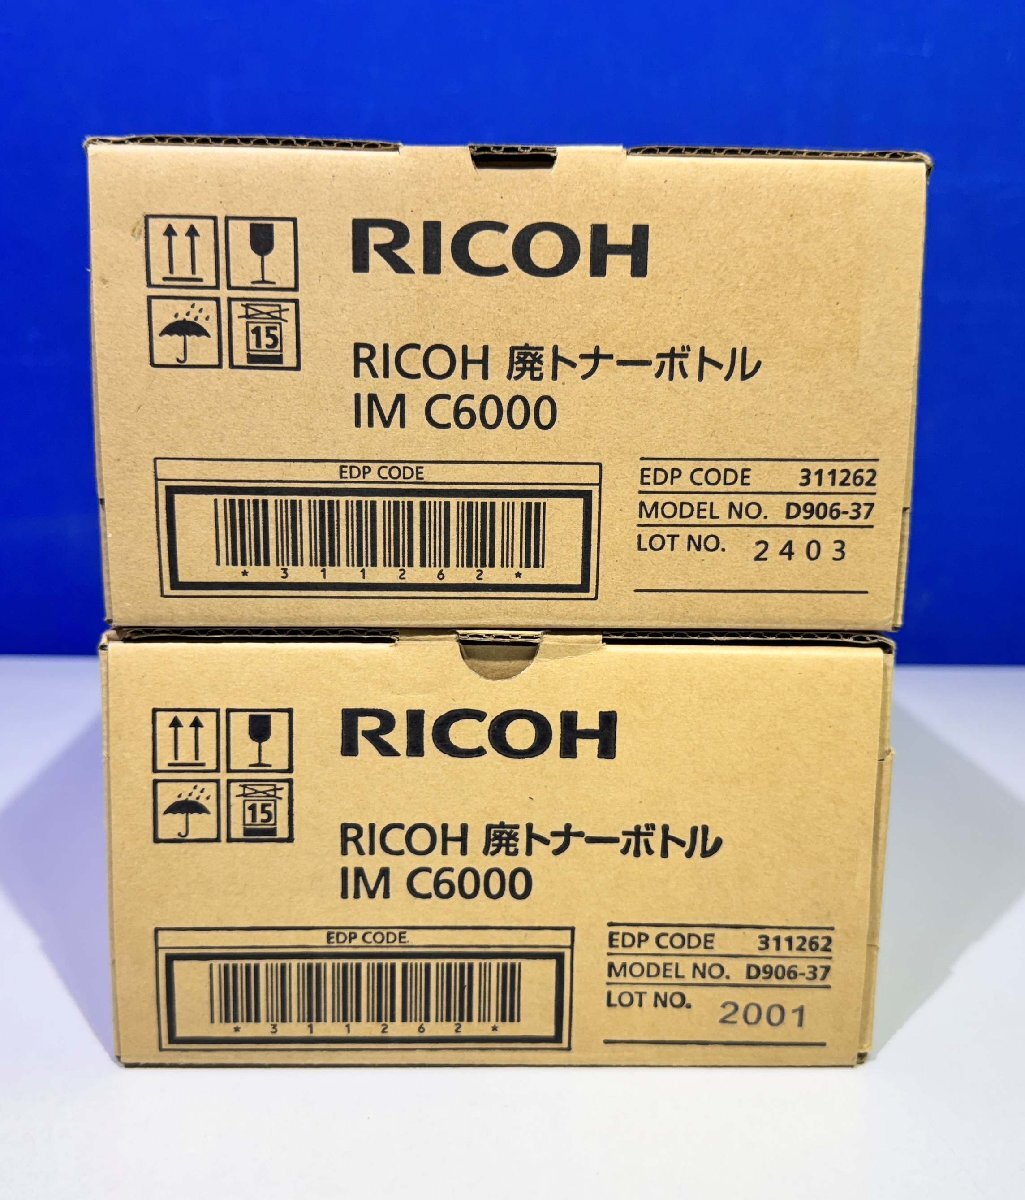 RICOH
15
RICOH 廃トナーボトル
IM C6000
EDP CODE
*311262*
EDP CODE 311262
MODEL NO. D906-37
LOT NO. 2403
RICOH
15
RICOH 廃トナーボトル
IM C6000
EDP CODE
*311262*
EDP CODE 311262
MODEL NO. D906-37
LOT NO. 2001